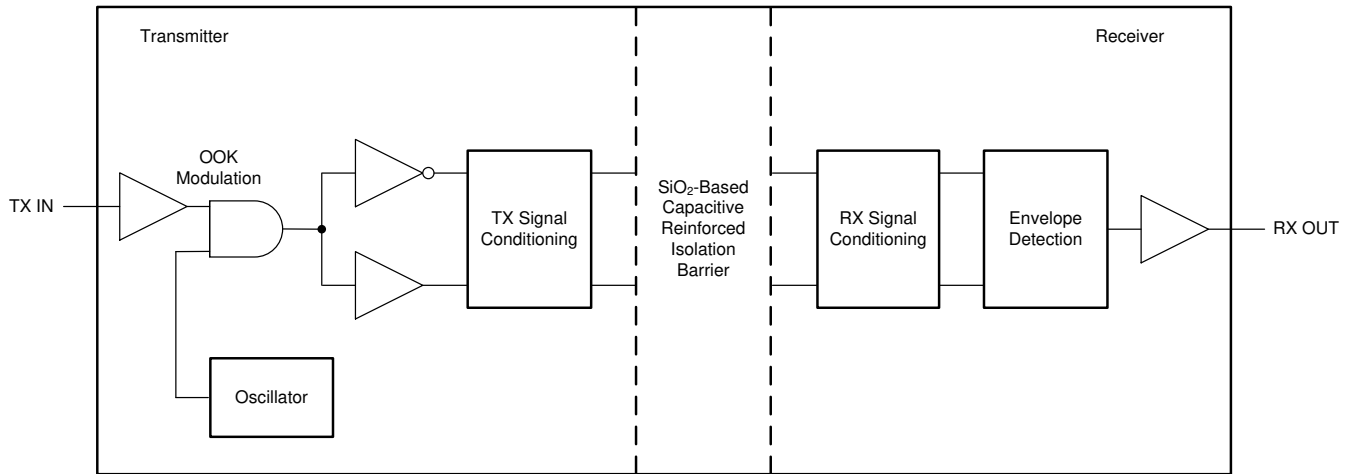 Transmitter
Receiver
OOK
Modulation
TX IN
TX Signal
Conditioning
SiO₂-Based
Capacitive
Reinforced
Isolation
Barrier
RX Signal
Conditioning
Envelope
Detection
RX OUT
Oscillator